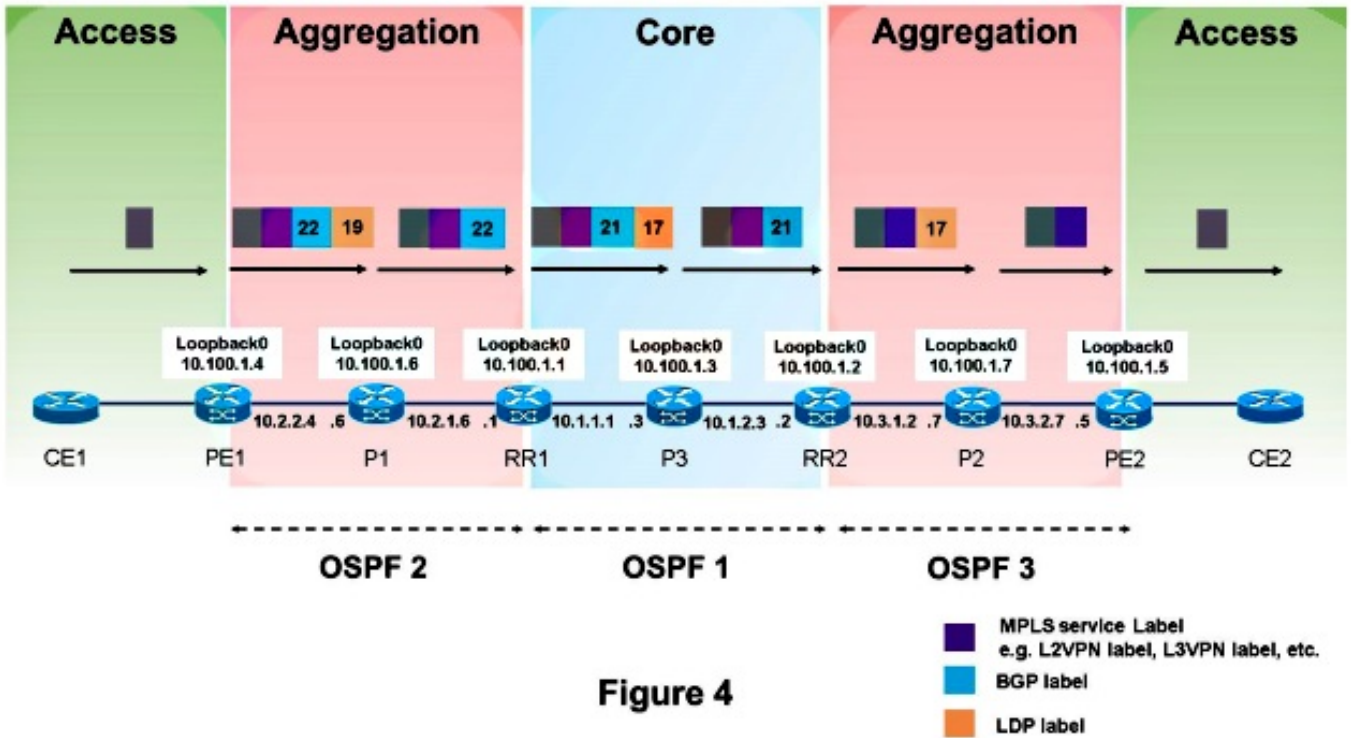 Access
Aggregation
Core
Aggregation
Access
22
19
22
21
17
21
17
Loopback0
10.100.1.4
Loopback0
10.100.1.6
Loopback0
10.100.1.1
Loopback0
10.100.1.3
Loopback0
10.100.1.2
Loopback0
10.100.1.7
Loopback0
10.100.1.5
10.2.2.4 .6
10.2.1.6 .1
10.1.1.1 .3
10.1.2.3 .2
10.3.1.2 .7
10.3.2.7 .5
CE1
PE1
P1
RR1
P3
RR2
P2
PE2
CE2
OSPF 2
OSPF 1
OSPF 3
MPLS service Label
e.g. L2VPN label, L3VPN label, etc.
BGP label
LDP label
Figure 4